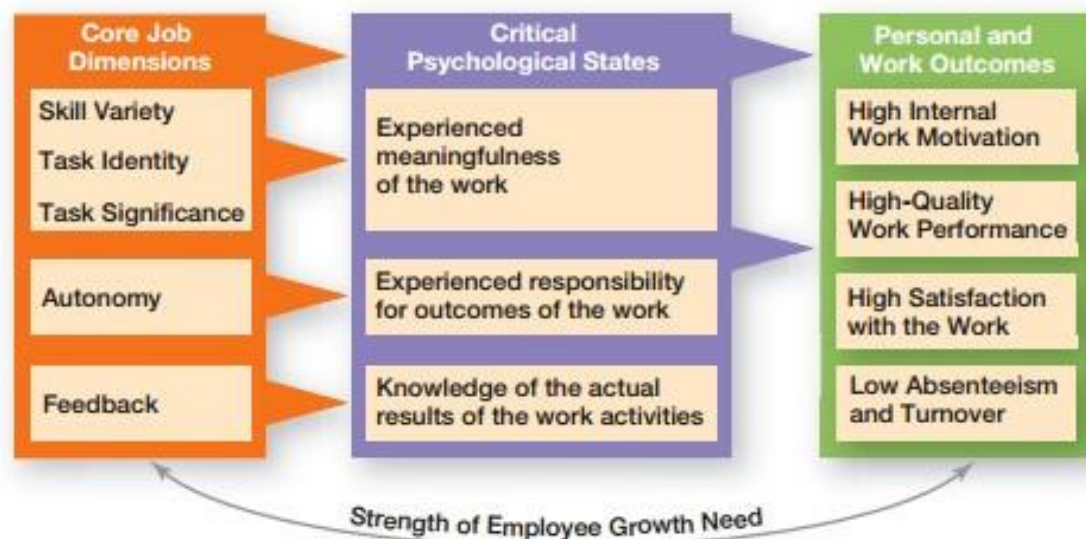 Core Job
Dimensions
Skill Variety
Task Identity
Task Significance
Autonomy
Feedback
Critical
Psychological States
Experienced
meaningfulness
of the work
Experienced responsibility
for outcomes of the work
Knowledge of the actual
results of the work activities
Personal and
Work Outcomes
High Internal
Work Motivation
High-Quality
Work Performance
High Satisfaction
with the Work
Low Absenteeism
and Turnover
Strength of Employee Growth Need